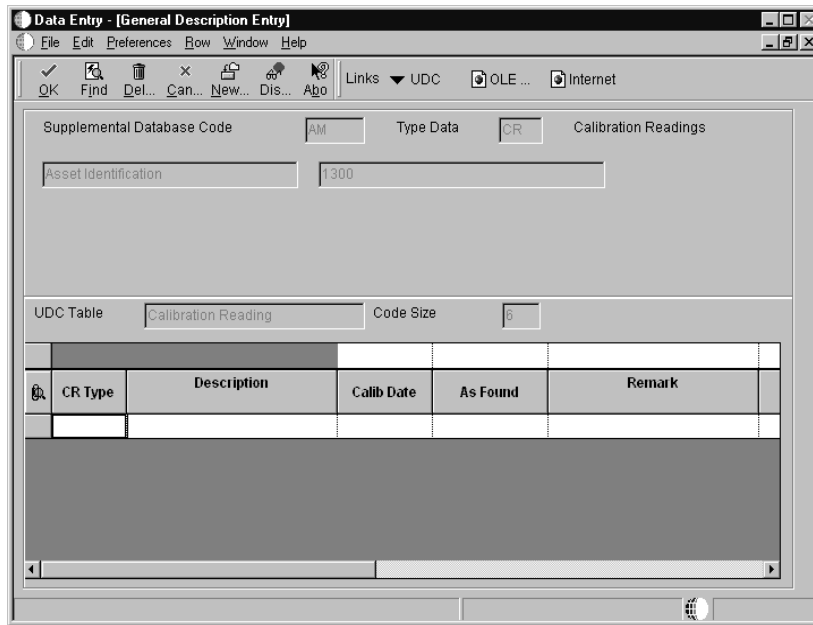 Data Entry - [General Description Entry]
File Edit Preferences Row Window Help
OK Find Del... Can... New... Dis... Abo Links UDC OLE ... Internet
Supplemental Database Code AM Type Data CR Calibration Readings
Asset Identification 1300
UDC Table Calibration Reading Code Size 6
CR Type Description Calib Date As Found Remark